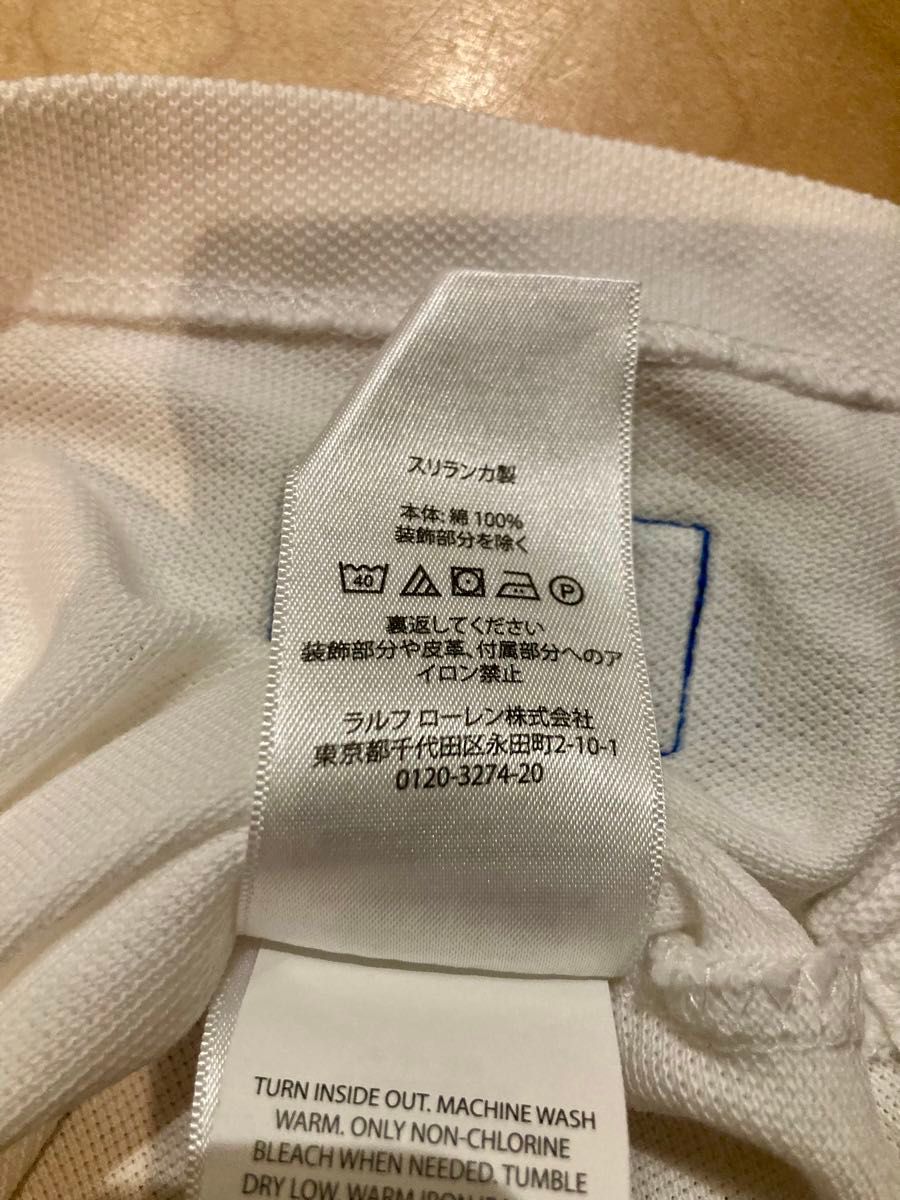 スリランカ製
本体: 綿 100%
装飾部分を除く
40
P
裏返してください
装飾部分や皮革、付属部分へのア
イロン禁止
ラルフ ローレン株式会社
東京都千代田区永田町2-10-1
0120-3274-20
TURN INSIDE OUT. MACHINE WASH
WARM. ONLY NON-CHLORINE
BLEACH WHEN NEEDED. TUMBLE
DRY LOW. WARM IRON